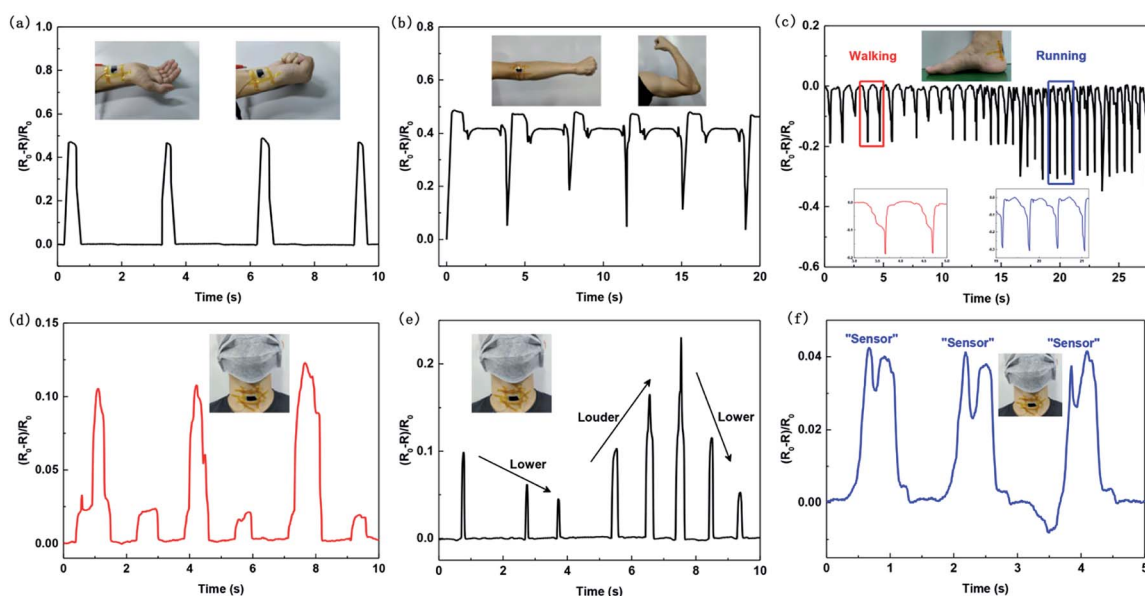 (a)
(R₀-R)/R₀
1.0
0.8
0.6
0.4
0.2
0.0
0 2 4 6 8 10
Time (s)
(b)
(R₀-R)/R₀
0.8
0.6
0.4
0.2
0.0
0 5 10 15 20
Time (s)
(c)
Walking
Running
(R₀-R)/R₀
0.2
0.0
-0.2
-0.4
-0.6
0 5 10 15 20 25
Time (s)
(d)
(R₀-R)/R₀
0.15
0.10
0.05
0.00
0 2 4 6 8 10
Time (s)
(e)
Lower
Louder
Lower
(R₀-R)/R₀
0.2
0.1
0.0
0 2 4 6 8 10
Time (s)
(f)
"Sensor" "Sensor" "Sensor"
(R₀-R)/R₀
0.04
0.02
0.00
0 1 2 3 4 5
Time (s)